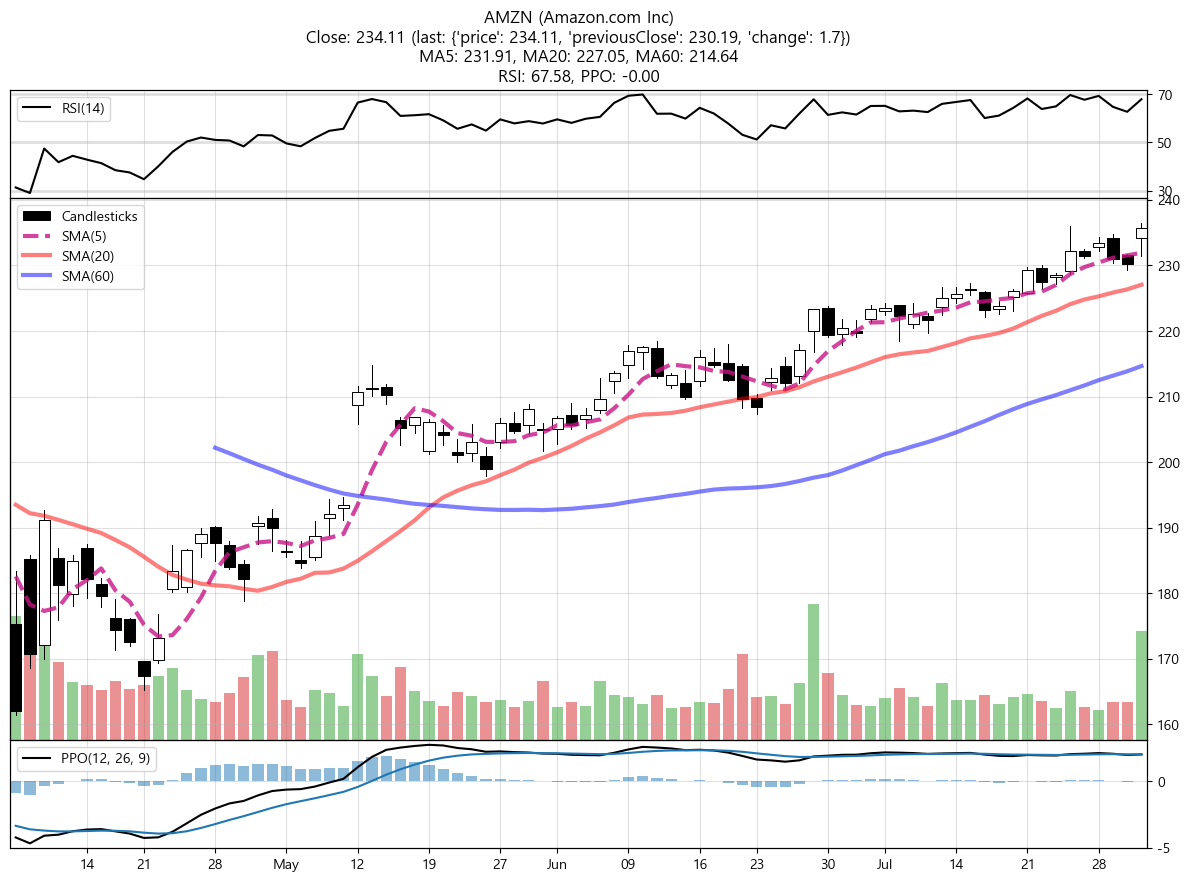 AMZN (Amazon.com Inc)
Close: 234.11 (last: {'price': 234.11, 'previousClose': 230.19, 'change': 1.7})
MA5: 231.91, MA20: 227.05, MA60: 214.64
RSI: 67.58, PPO: -0.00
RSI(14)
70
50
30
Candlesticks
SMA(5)
SMA(20)
SMA(60)
240
230
220
210
200
190
180
170
160
PPO(12, 26, 9)
0
-5
14 21 28 May 12 19 27 Jun 09 16 23 30 Jul 14 21 28